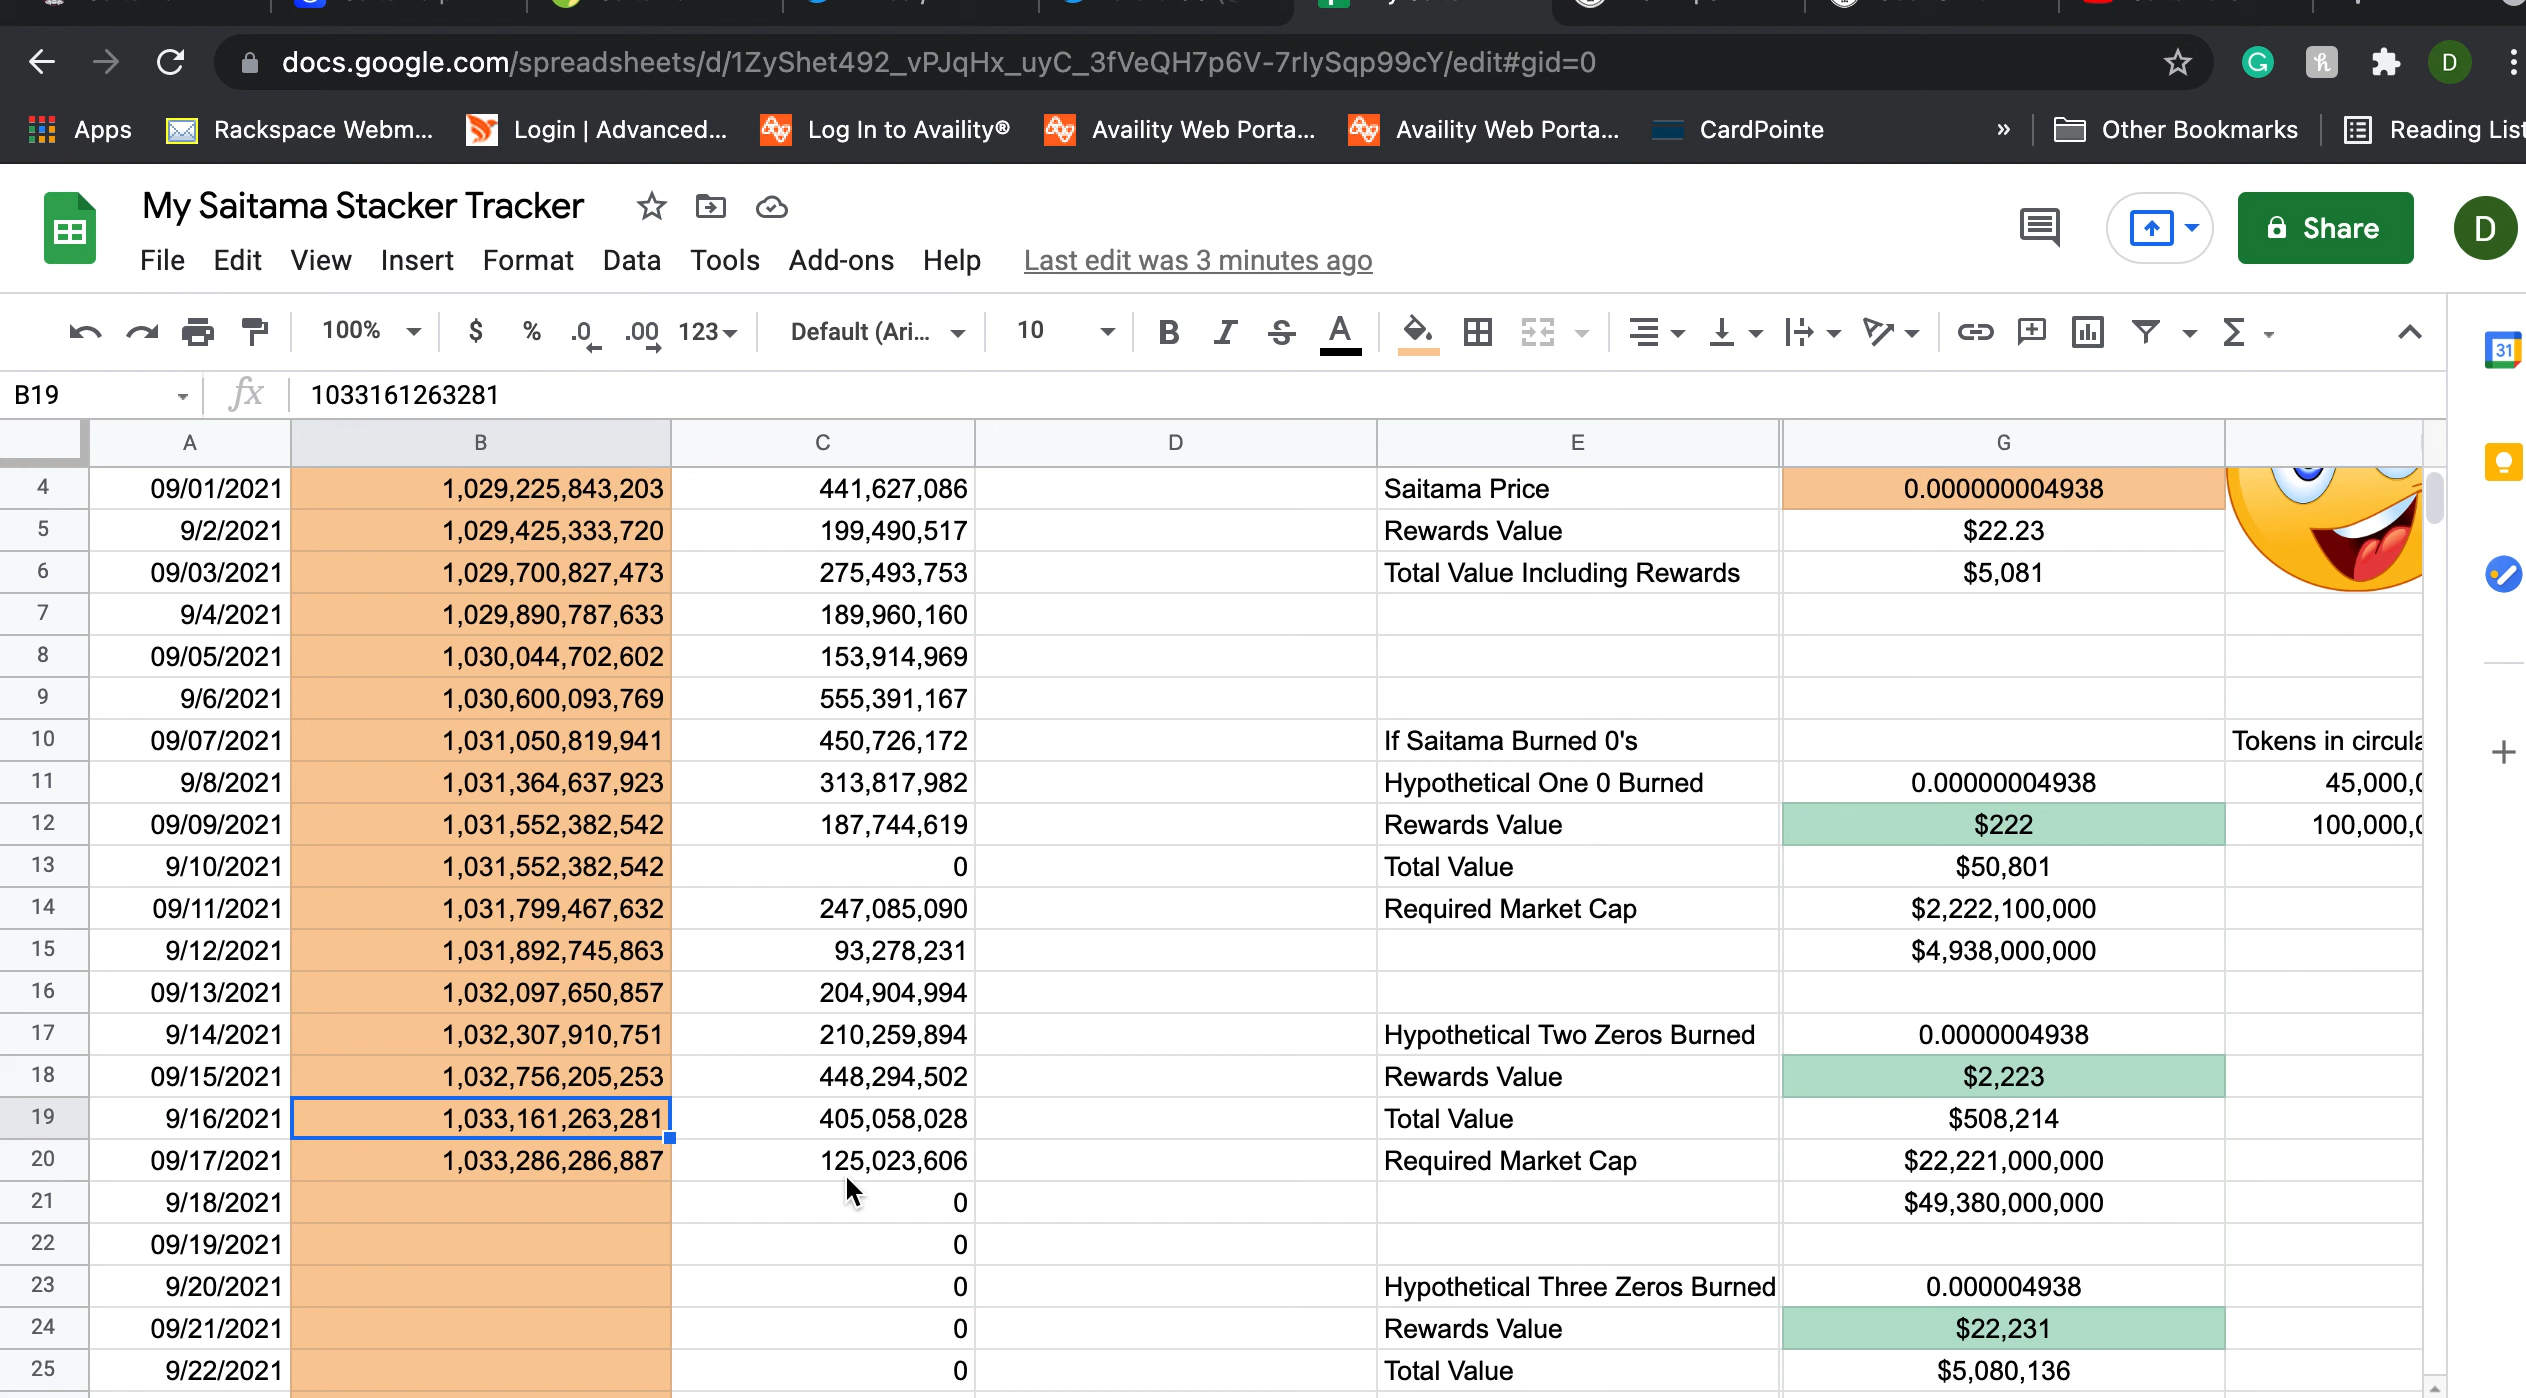 docs.google.com/spreadsheets/d/1ZyShet492_vPJqHx_uyC_3fVeQH7p6V-7rlySqp99cY/edit#gid=0 D
Apps Rackspace Webm... Login | Advanced... Log In to Availity® Availity Web Porta... Availity Web Porta... CardPointe » Other Bookmarks Reading List
My Saitama Stacker Tracker
File Edit View Insert Format Data Tools Add-ons Help Last edit was 3 minutes ago Share D
100% $ % .0 .00 123 Default (Ari... 10 B I S A Σ 31
B19 fx 1033161263281
A B C D E G
4 09/01/2021 1,029,225,843,203 441,627,086 Saitama Price 0.000000004938
5 9/2/2021 1,029,425,333,720 199,490,517 Rewards Value $22.23
6 09/03/2021 1,029,700,827,473 275,493,753 Total Value Including Rewards $5,081
7 9/4/2021 1,029,890,787,633 189,960,160
8 09/05/2021 1,030,044,702,602 153,914,969
9 9/6/2021 1,030,600,093,769 555,391,167
10 09/07/2021 1,031,050,819,941 450,726,172 If Saitama Burned 0's Tokens in circula
11 9/8/2021 1,031,364,637,923 313,817,982 Hypothetical One 0 Burned 0.00000004938 45,000,0
12 09/09/2021 1,031,552,382,542 187,744,619 Rewards Value $222 100,000,0
13 9/10/2021 1,031,552,382,542 0 Total Value $50,801
14 09/11/2021 1,031,799,467,632 247,085,090 Required Market Cap $2,222,100,000
15 9/12/2021 1,031,892,745,863 93,278,231 $4,938,000,000
16 09/13/2021 1,032,097,650,857 204,904,994
17 9/14/2021 1,032,307,910,751 210,259,894 Hypothetical Two Zeros Burned 0.0000004938
18 09/15/2021 1,032,756,205,253 448,294,502 Rewards Value $2,223
19 9/16/2021 1,033,161,263,281 405,058,028 Total Value $508,214
20 09/17/2021 1,033,286,286,887 125,023,606 Required Market Cap $22,221,000,000
21 9/18/2021 0 $49,380,000,000
22 09/19/2021 0
23 9/20/2021 0 Hypothetical Three Zeros Burned 0.000004938
24 09/21/2021 0 Rewards Value $22,231
25 9/22/2021 0 Total Value $5,080,136